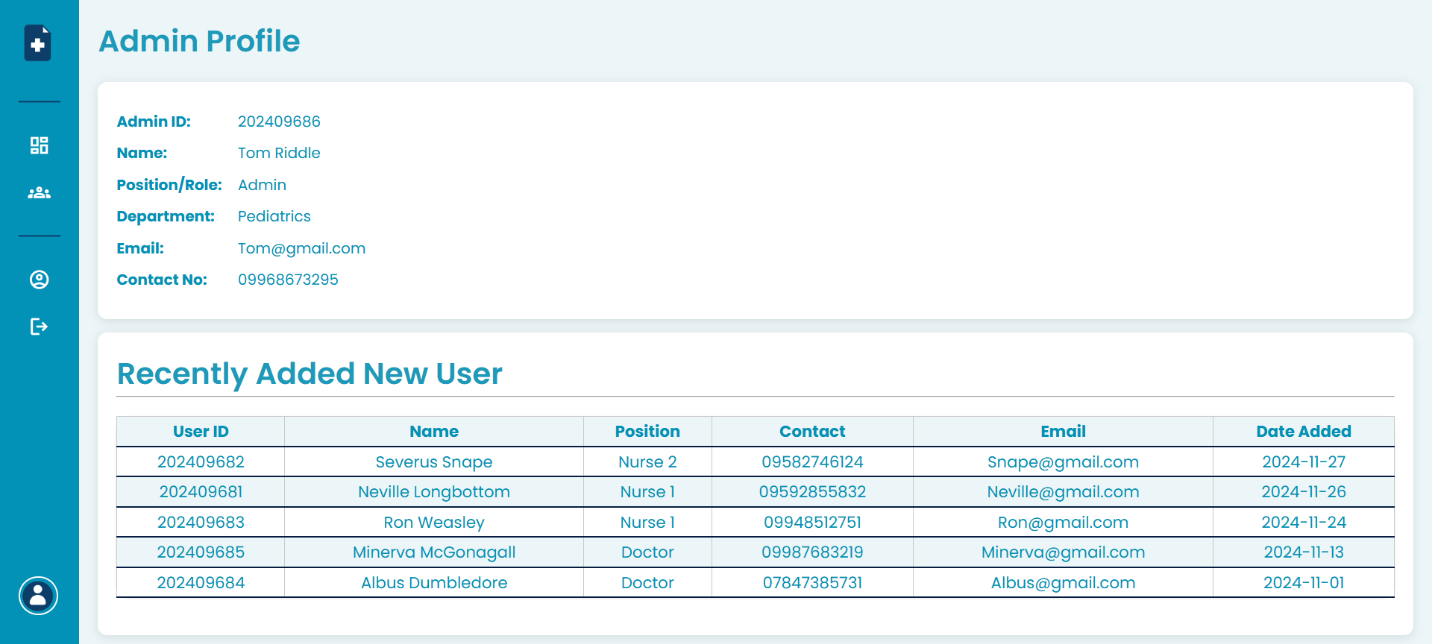 Admin Profile
Admin ID: 202409686
Name: Tom Riddle
Position/Role: Admin
Department: Pediatrics
Email: Tom@gmail.com
Contact No: 09968673295
Recently Added New User
User ID Name Position Contact Email Date Added
202409682 Severus Snape Nurse 2 09582746124 Snape@gmail.com 2024-11-27
202409681 Neville Longbottom Nurse 1 09592855832 Neville@gmail.com 2024-11-26
202409683 Ron Weasley Nurse 1 09948512751 Ron@gmail.com 2024-11-24
202409685 Minerva McGonagall Doctor 09987683219 Minerva@gmail.com 2024-11-13
202409684 Albus Dumbledore Doctor 07847385731 Albus@gmail.com 2024-11-01